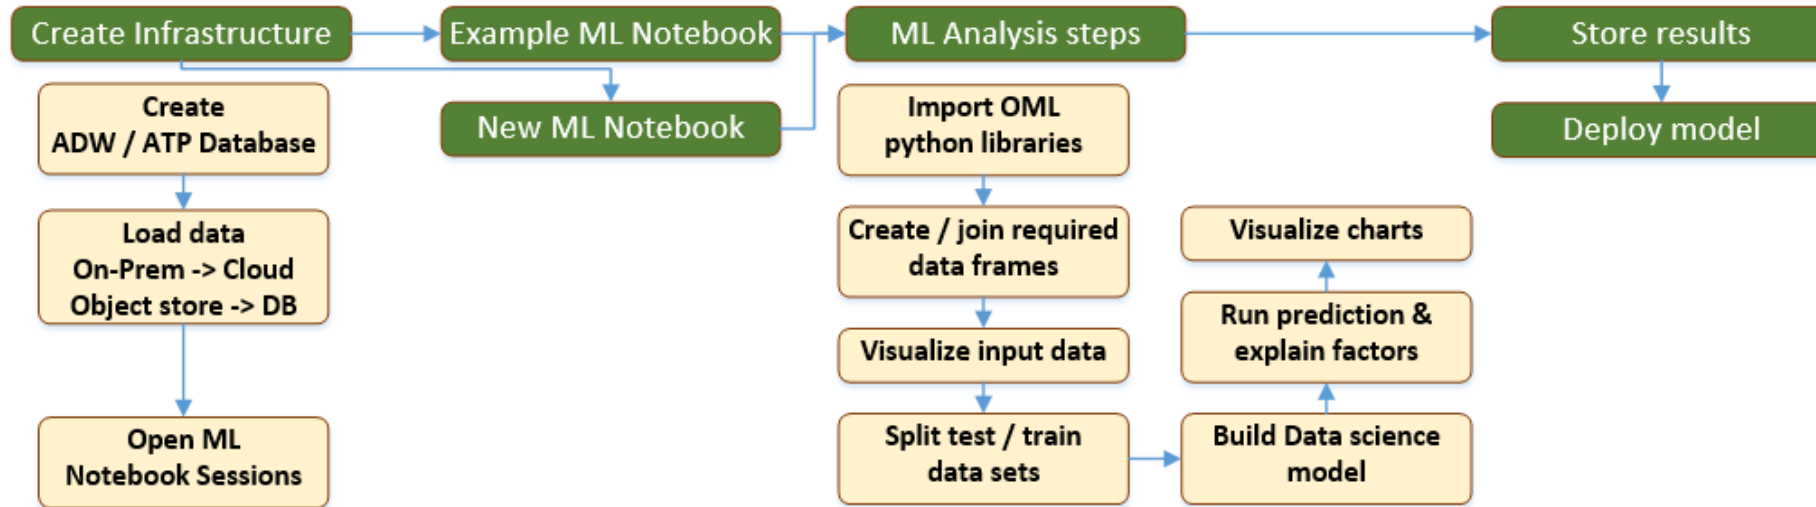 Create Infrastructure
Example ML Notebook
ML Analysis steps
Store results
New ML Notebook
Deploy model
Create
ADW / ATP Database
Load data
On-Prem -> Cloud
Object store -> DB
Open ML
Notebook Sessions
Import OML
python libraries
Create / join required
data frames
Visualize input data
Split test / train
data sets
Build Data science
model
Run prediction &
explain factors
Visualize charts